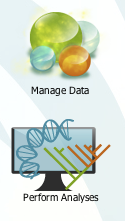 Manage Data
Perform Analyses